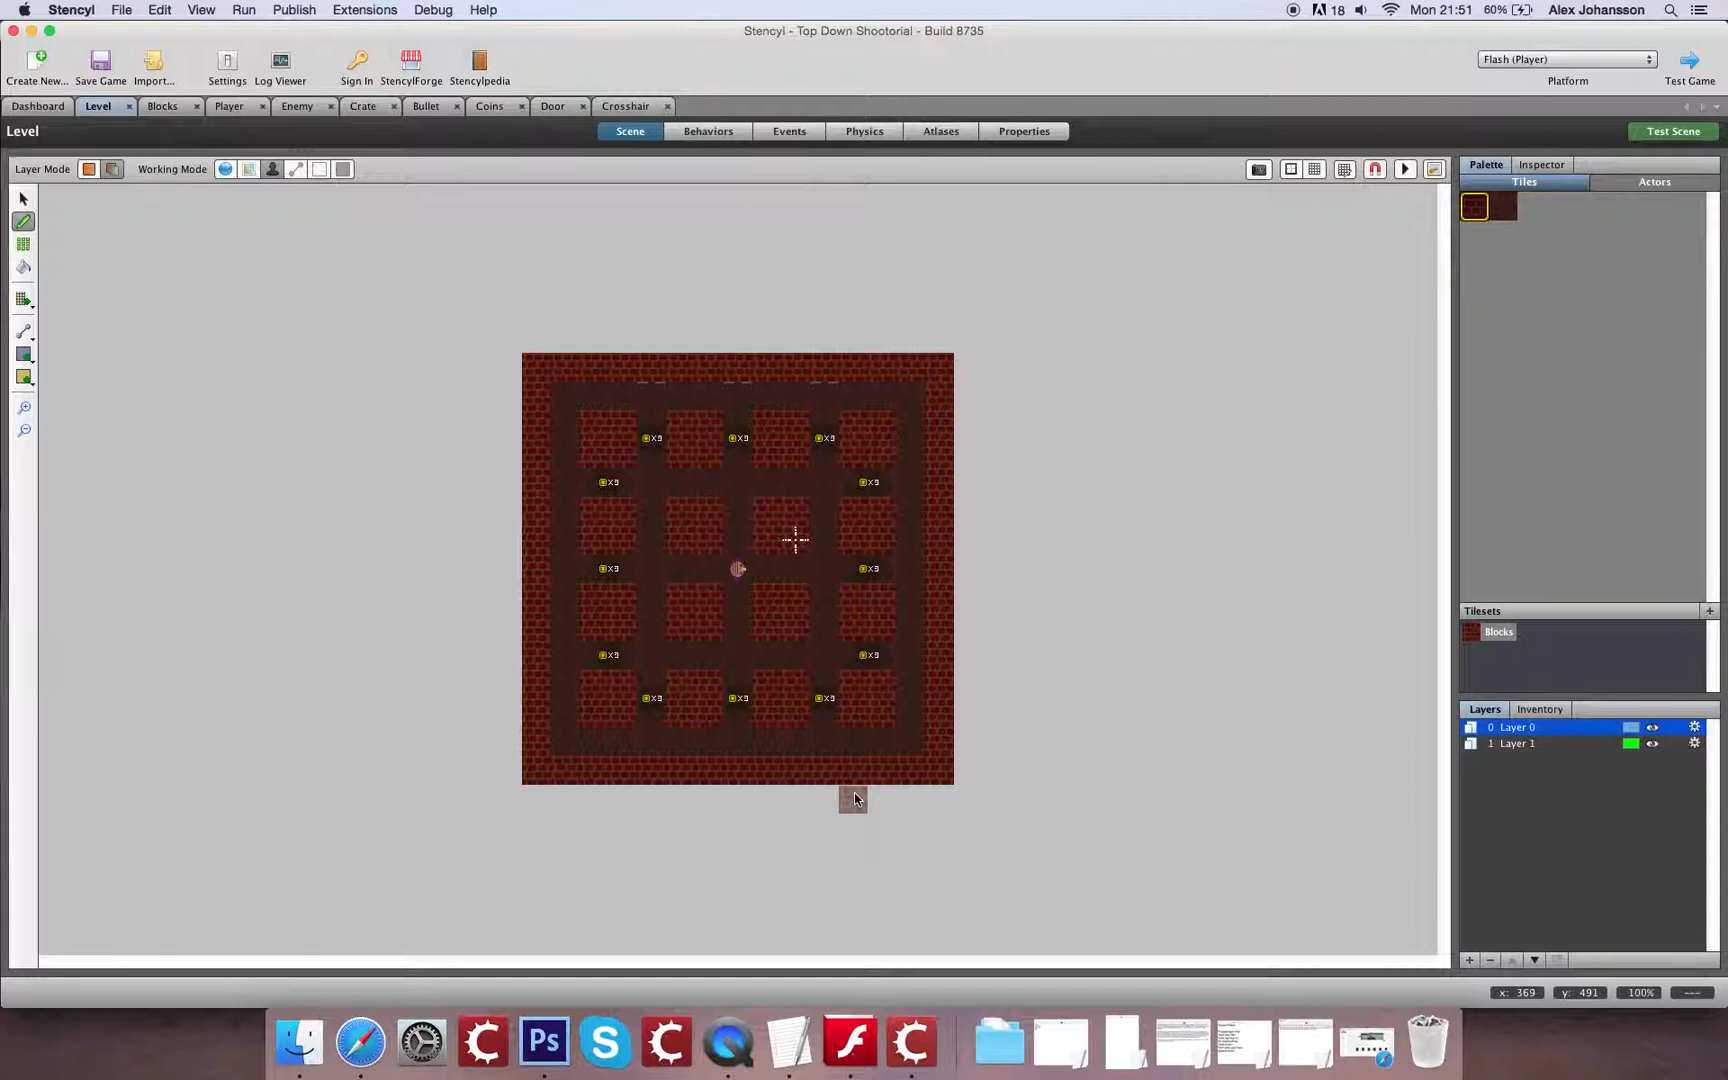 Stencyl File Edit View Run Publish Extensions Debug Help
18 Mon 21:51 60% Alex Johansson
Stencyl - Top Down Shootorial - Build 8735
Create New... Save Game Import... Settings Log Viewer Sign In StencylForge Stencylpedia
Flash (Player)
Platform
Test Game
Dashboard Level Blocks Player Enemy Crate Bullet Coins Door Crosshair
Level
Scene Behaviors Events Physics Atlases Properties
Test Scene
Layer Mode Working Mode
Palette Inspector
Tiles Actors
Tilesets
Blocks
Layers Inventory
0 Layer 0
1 Layer 1
x: 369 y: 491 100% ---
Ps